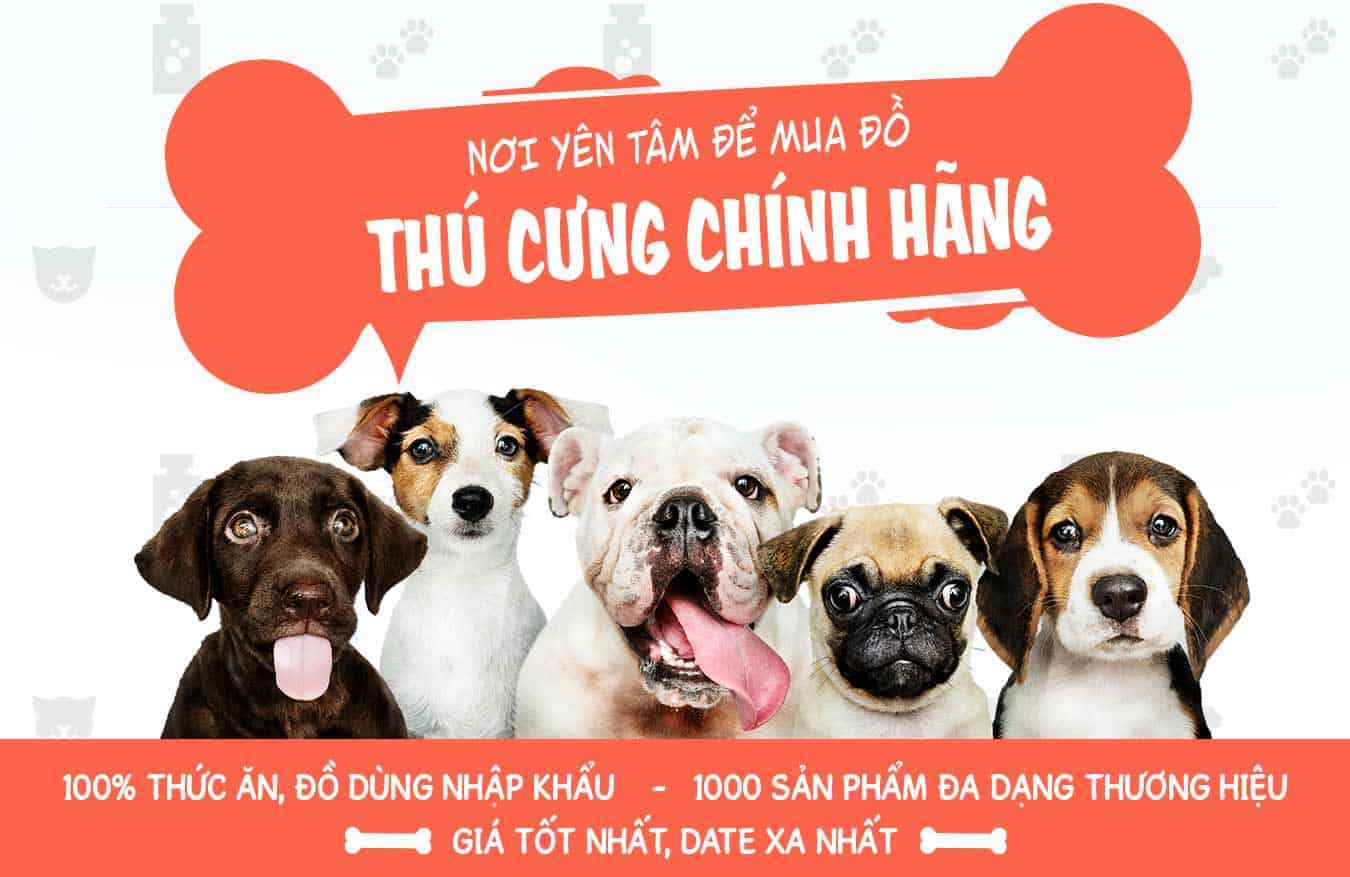 NƠI YÊN TÂM ĐỂ MUA ĐỒ
THÚ CƯNG CHÍNH HÃNG
100% THỨC ĂN, ĐỒ DÙNG NHẬP KHẨU - 1000 SẢN PHẨM ĐA DẠNG THƯƠNG HIỆU
GIÁ TỐT NHẤT, DATE XA NHẤT